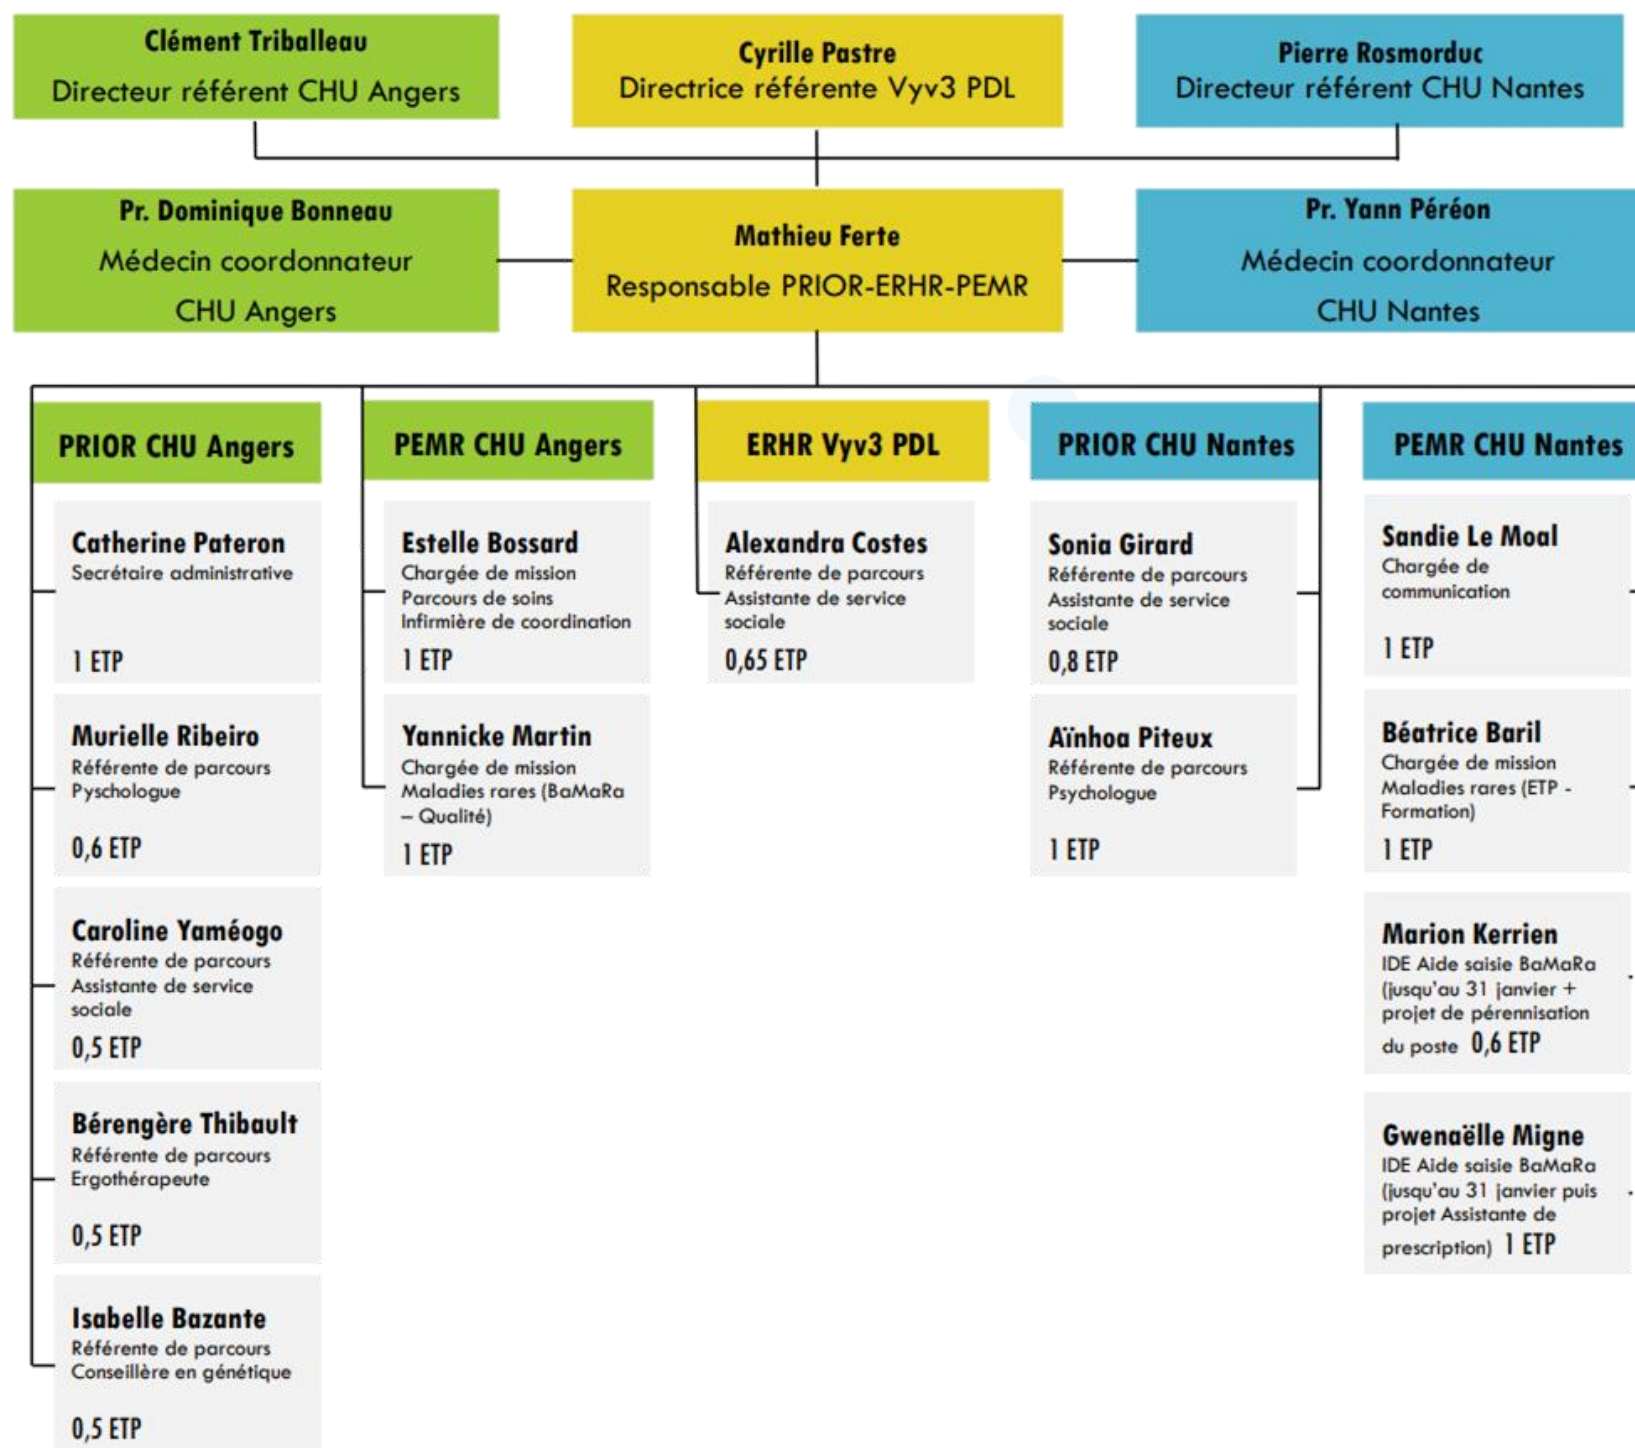 Clément Triballeau
Directeur référent CHU Angers
Cyrille Pastre
Directrice référente Vyv3 PDL
Pierre Rosmorduc
Directeur référent CHU Nantes
Pr. Dominique Bonneau
Médecin coordonnateur
CHU Angers
Mathieu Ferte
Responsable PRIOR-ERHR-PEMR
Pr. Yann Péréon
Médecin coordonnateur
CHU Nantes
PRIOR CHU Angers
Catherine Pateron
Secrétaire administrative
1 ETP
Murielle Ribeiro
Référente de parcours
Pyschologue
0,6 ETP
Caroline Yaméogo
Référente de parcours
Assistante de service
sociale
0,5 ETP
Bérengère Thibault
Référente de parcours
Ergothérapeute
0,5 ETP
Isabelle Bazante
Référente de parcours
Conseillère en génétique
0,5 ETP
PEMR CHU Angers
Estelle Bossard
Chargée de mission
Parcours de soins
Infirmière de coordination
1 ETP
Yannicke Martin
Chargée de mission
Maladies rares (BaMaRa
– Qualité)
1 ETP
ERHR Vyv3 PDL
Alexandra Costes
Référente de parcours
Assistante de service
sociale
0,65 ETP
PRIOR CHU Nantes
Sonia Girard
Référente de parcours
Assistante de service
sociale
0,8 ETP
Aïnhoa Piteux
Référente de parcours
Psychologue
1 ETP
PEMR CHU Nantes
Sandie Le Moal
Chargée de
communication
1 ETP
Béatrice Baril
Chargée de mission
Maladies rares (ETP -
Formation)
1 ETP
Marion Kerrien
IDE Aide saisie BaMaRa
(jusqu'au 31 janvier +
projet de pérennisation
du poste 0,6 ETP
Gwenaëlle Migne
IDE Aide saisie BaMaRa
(jusqu'au 31 janvier puis
projet Assistante de
prescription) 1 ETP